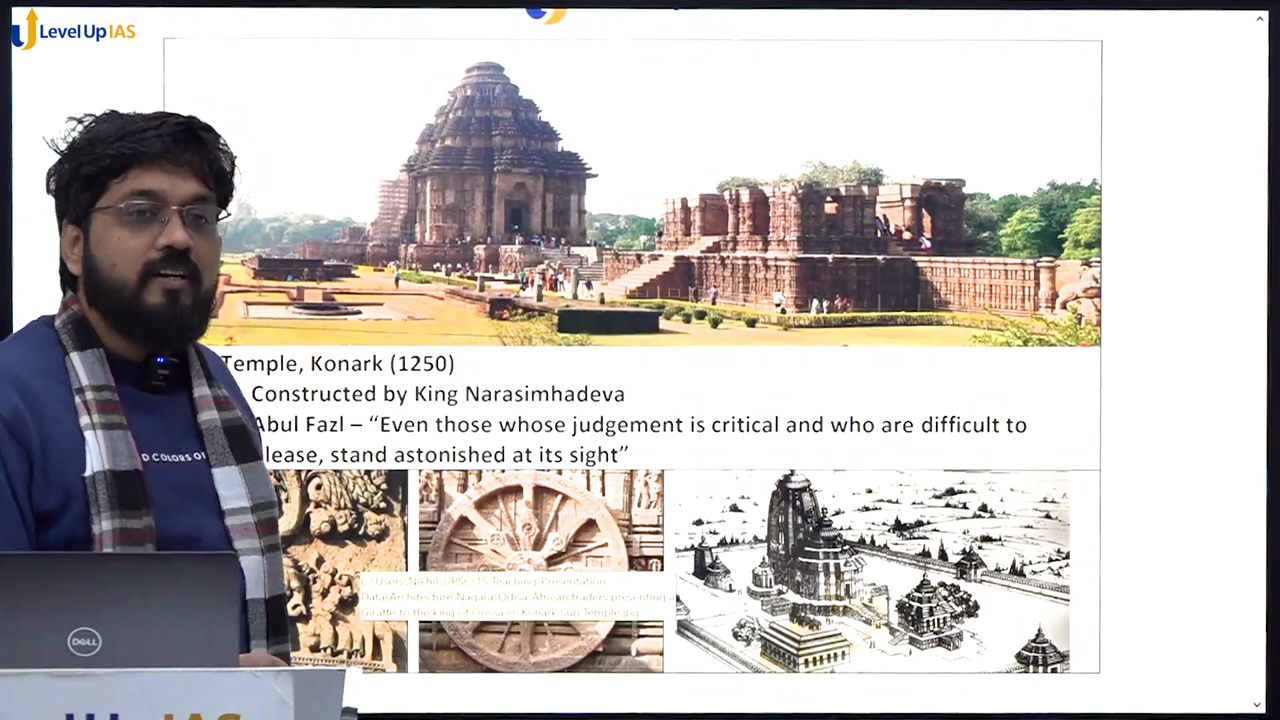 Level Up IAS
Temple, Konark (1250)
Constructed by King Narasimhadeva
Abul Fazl – “Even those whose judgement is critical and who are difficult to
lease, stand astonished at its sight”
D COLORS OF
C:\Users\Nikhil\UPSC\15 Teaching\Presentation
Data\Architecture\Nagara\Odisa\African traders presenting a
Giraffe to the king of Orissa @ Konark Sun Temple.jpg
DELL
IAS